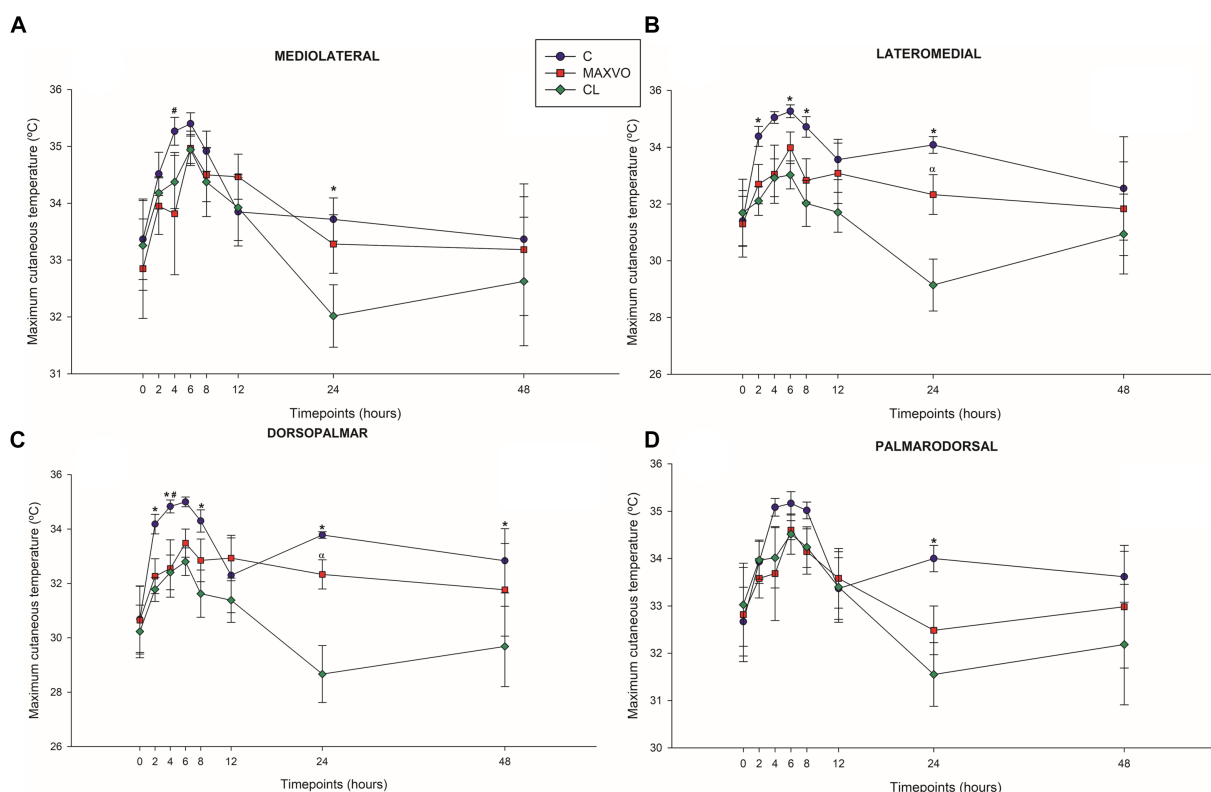 A
MEDIOLATERAL
C
MAXVO
CL
Maximum cutaneous temperature (ºC)
36
35
34
33
32
31
#
*
0 2 4 6 8 12 24 48
Timepoints (hours)
B
LATEROMEDIAL
Maximum cutaneous temperature (ºC)
36
34
32
30
28
26
* * * *
α
0 2 4 6 8 12 24 48
Timepoints (hours)
C
DORSOPALMAR
Maximum cutaneous temperature (ºC)
36
34
32
30
28
26
* *# * * *
α
0 2 4 6 8 12 24 48
Timepoints (hours)
D
PALMARODORSAL
Maximum cutaneous temperature (ºC)
36
35
34
33
32
31
30
*
0 2 4 6 8 12 24 48
Timepoints (hours)